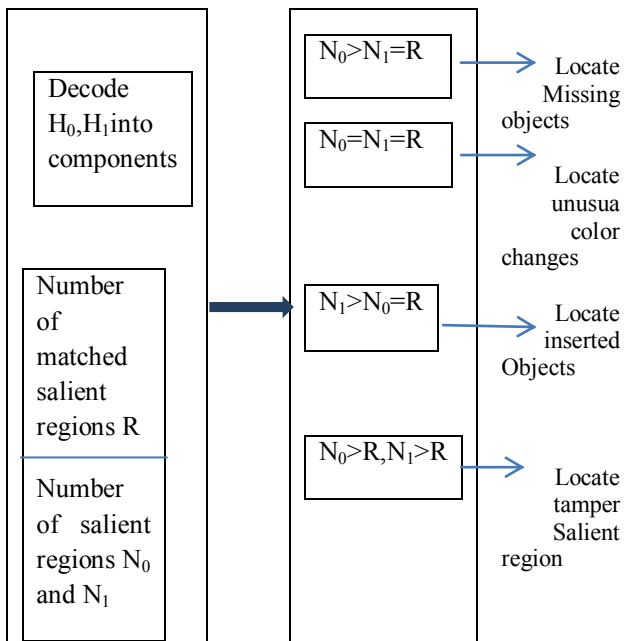 Decode
H₀,H₁into
components
Number
of
matched
salient
regions R
Number
of salient
regions N₀
and N₁
N₀>N₁=R
Locate
Missing
objects
N₀=N₁=R
Locate
unusua
color
changes
N₁>N₀=R
Locate
inserted
Objects
N₀>R,N₁>R
Locate
tamper
Salient
region